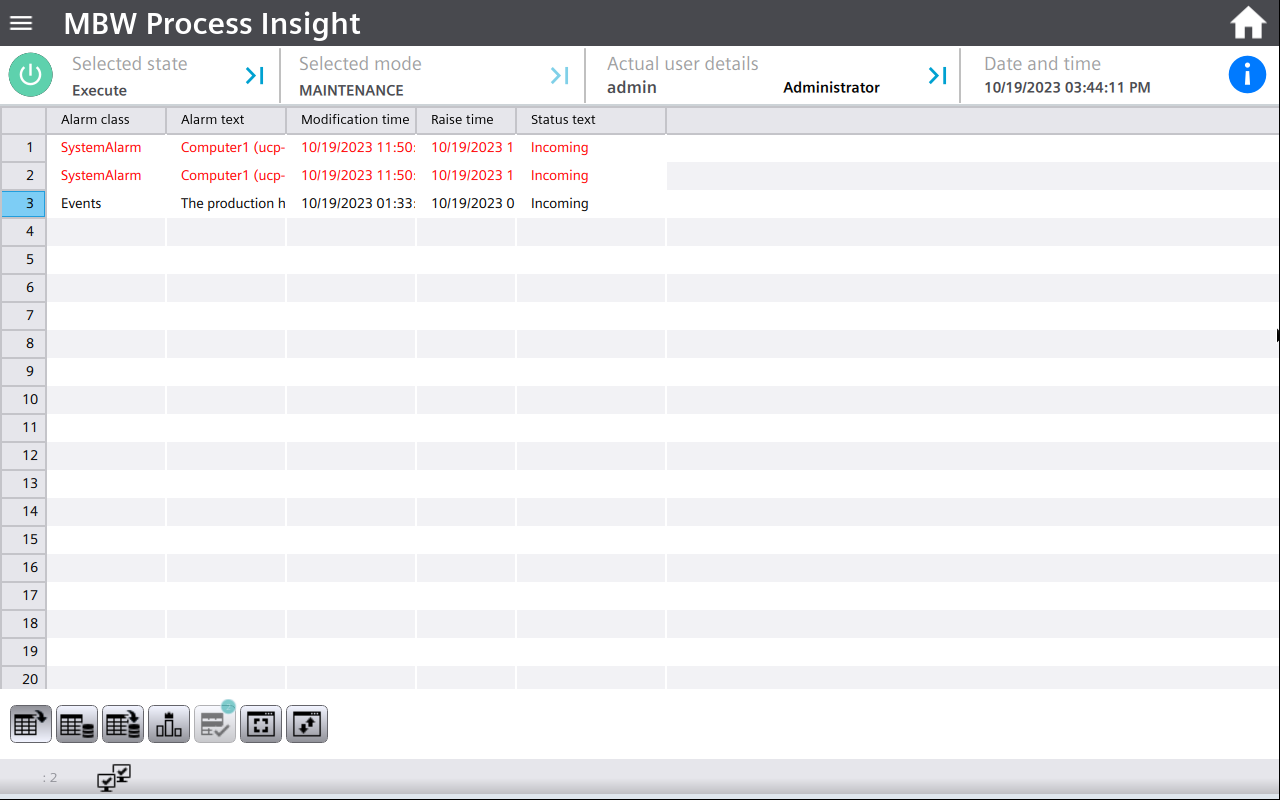 MBW Process Insight
Selected state
Execute
Selected mode
MAINTENANCE
Actual user details
admin Administrator
Date and time
10/19/2023 03:44:11 PM
Alarm class Alarm text Modification time Raise time Status text
1 SystemAlarm Computer1 (ucp- 10/19/2023 11:50: 10/19/2023 1 Incoming
2 SystemAlarm Computer1 (ucp- 10/19/2023 11:50: 10/19/2023 1 Incoming
3 Events The production h 10/19/2023 01:33: 10/19/2023 0 Incoming
4
5
6
7
8
9
10
11
12
13
14
15
16
17
18
19
20
: 2